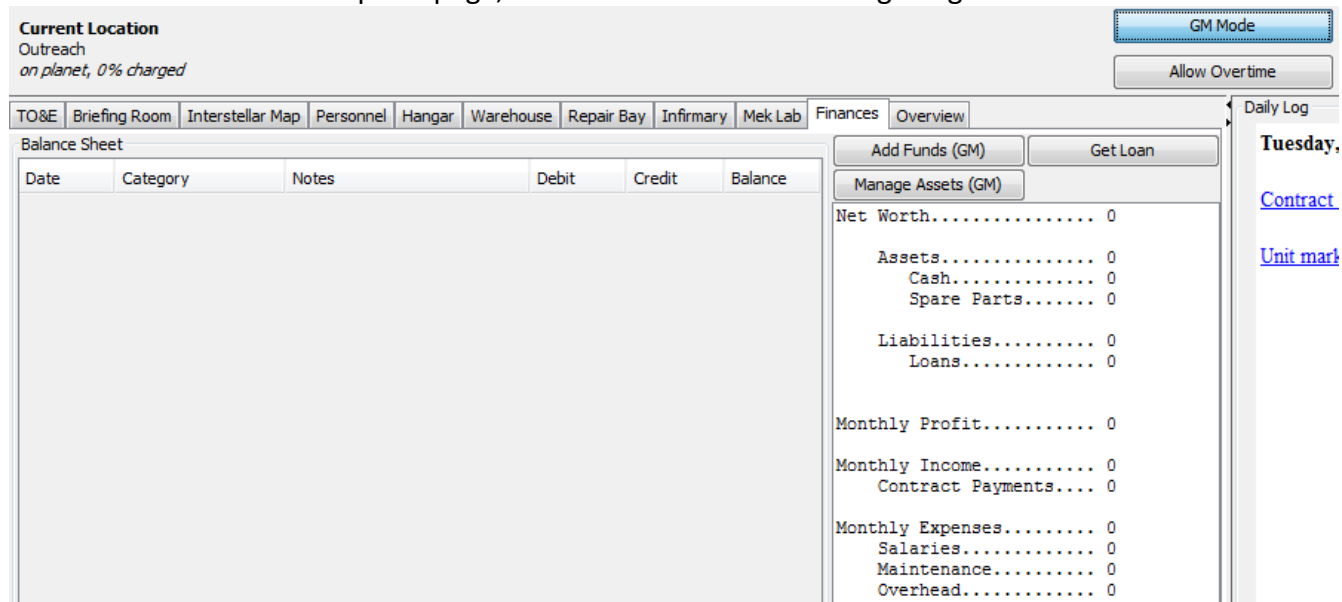 Current Location
Outreach
on planet, 0% charged
GM Mode
Allow Overtime
TO&E Briefing Room Interstellar Map Personnel Hangar Warehouse Repair Bay Infirmary Mek Lab Finances Overview
Daily Log
Balance Sheet
Date Category Notes Debit Credit Balance
Add Funds (GM) Get Loan
Manage Assets (GM)
Tuesday,
Contract
Unit mark
Net Worth................ 0
Assets............... 0
Cash.............. 0
Spare Parts....... 0
Liabilities.......... 0
Loans............. 0
Monthly Profit........... 0
Monthly Income........... 0
Contract Payments.... 0
Monthly Expenses......... 0
Salaries............. 0
Maintenance.......... 0
Overhead............. 0